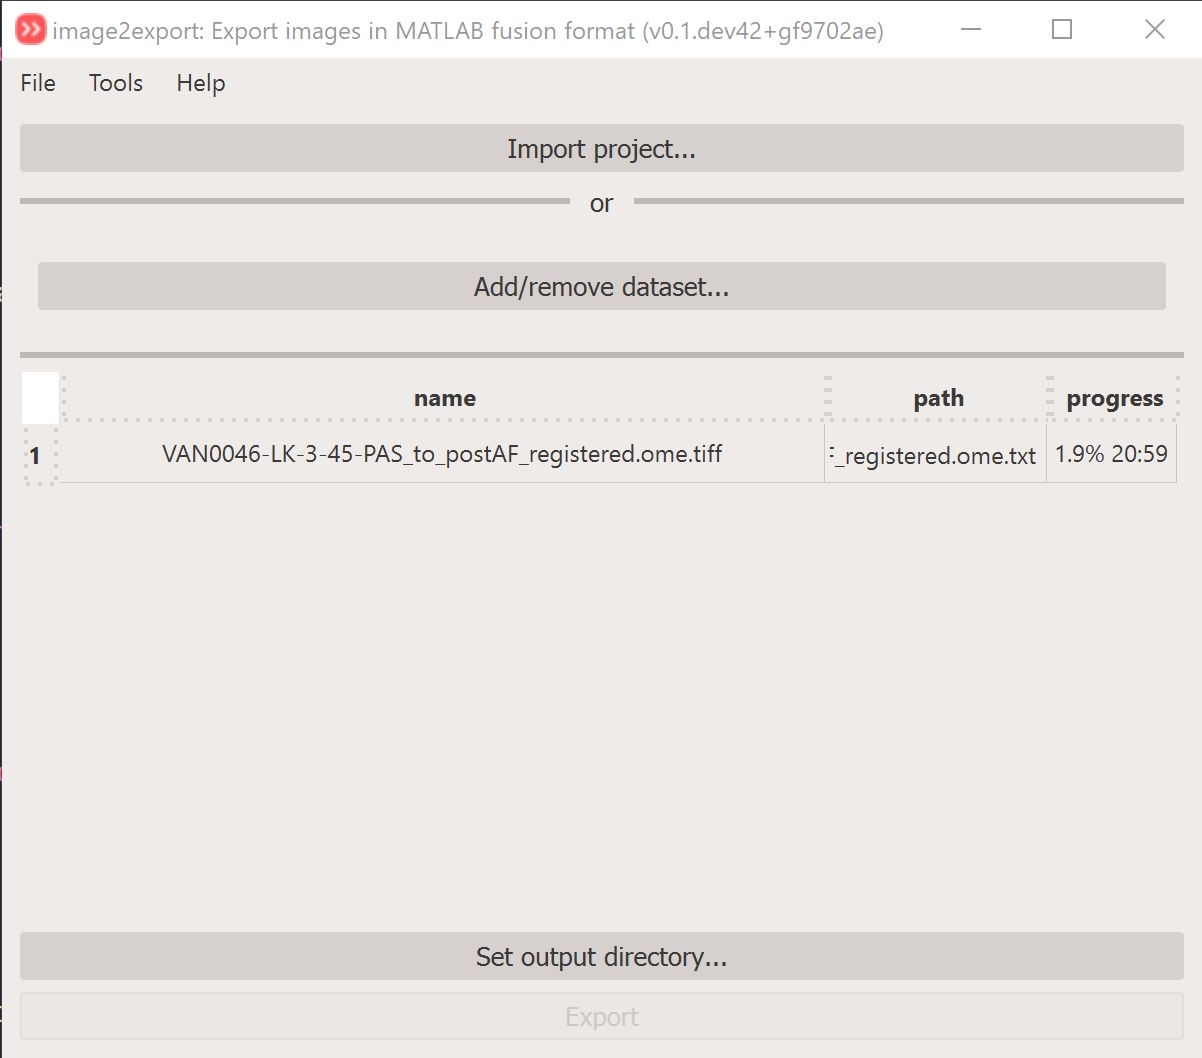 image2export: Export images in MATLAB fusion format (v0.1.dev42+gf9702ae)
File Tools Help
Import project...
or
Add/remove dataset...
name path progress
1 VAN0046-LK-3-45-PAS_to_postAF_registered.ome.tiff _registered.ome.txt 1.9% 20:59
Set output directory...
Export